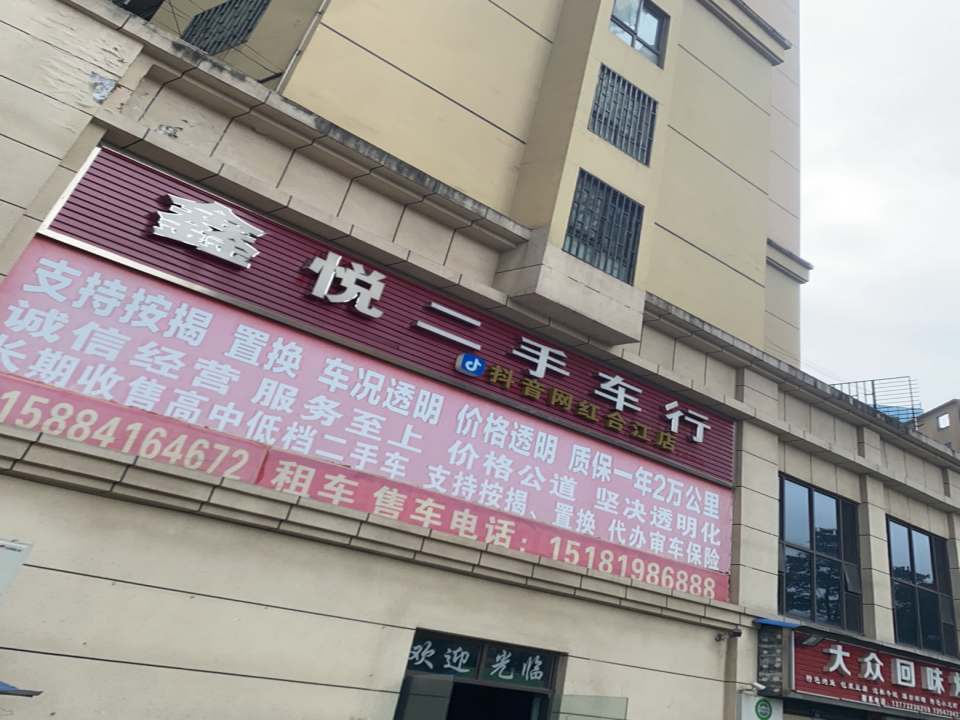 鑫悦二手车行
抖音网红合江店
支持按揭 置换 车况透明 价格透明 质保一年2万公里
诚信经营 服务至上 价格公道 坚决透明化
长期收售高中低档二手车 支持按揭、置换 代办审车保险
15884164672 租车 售车电话：15181986888
欢迎光临
大众回味